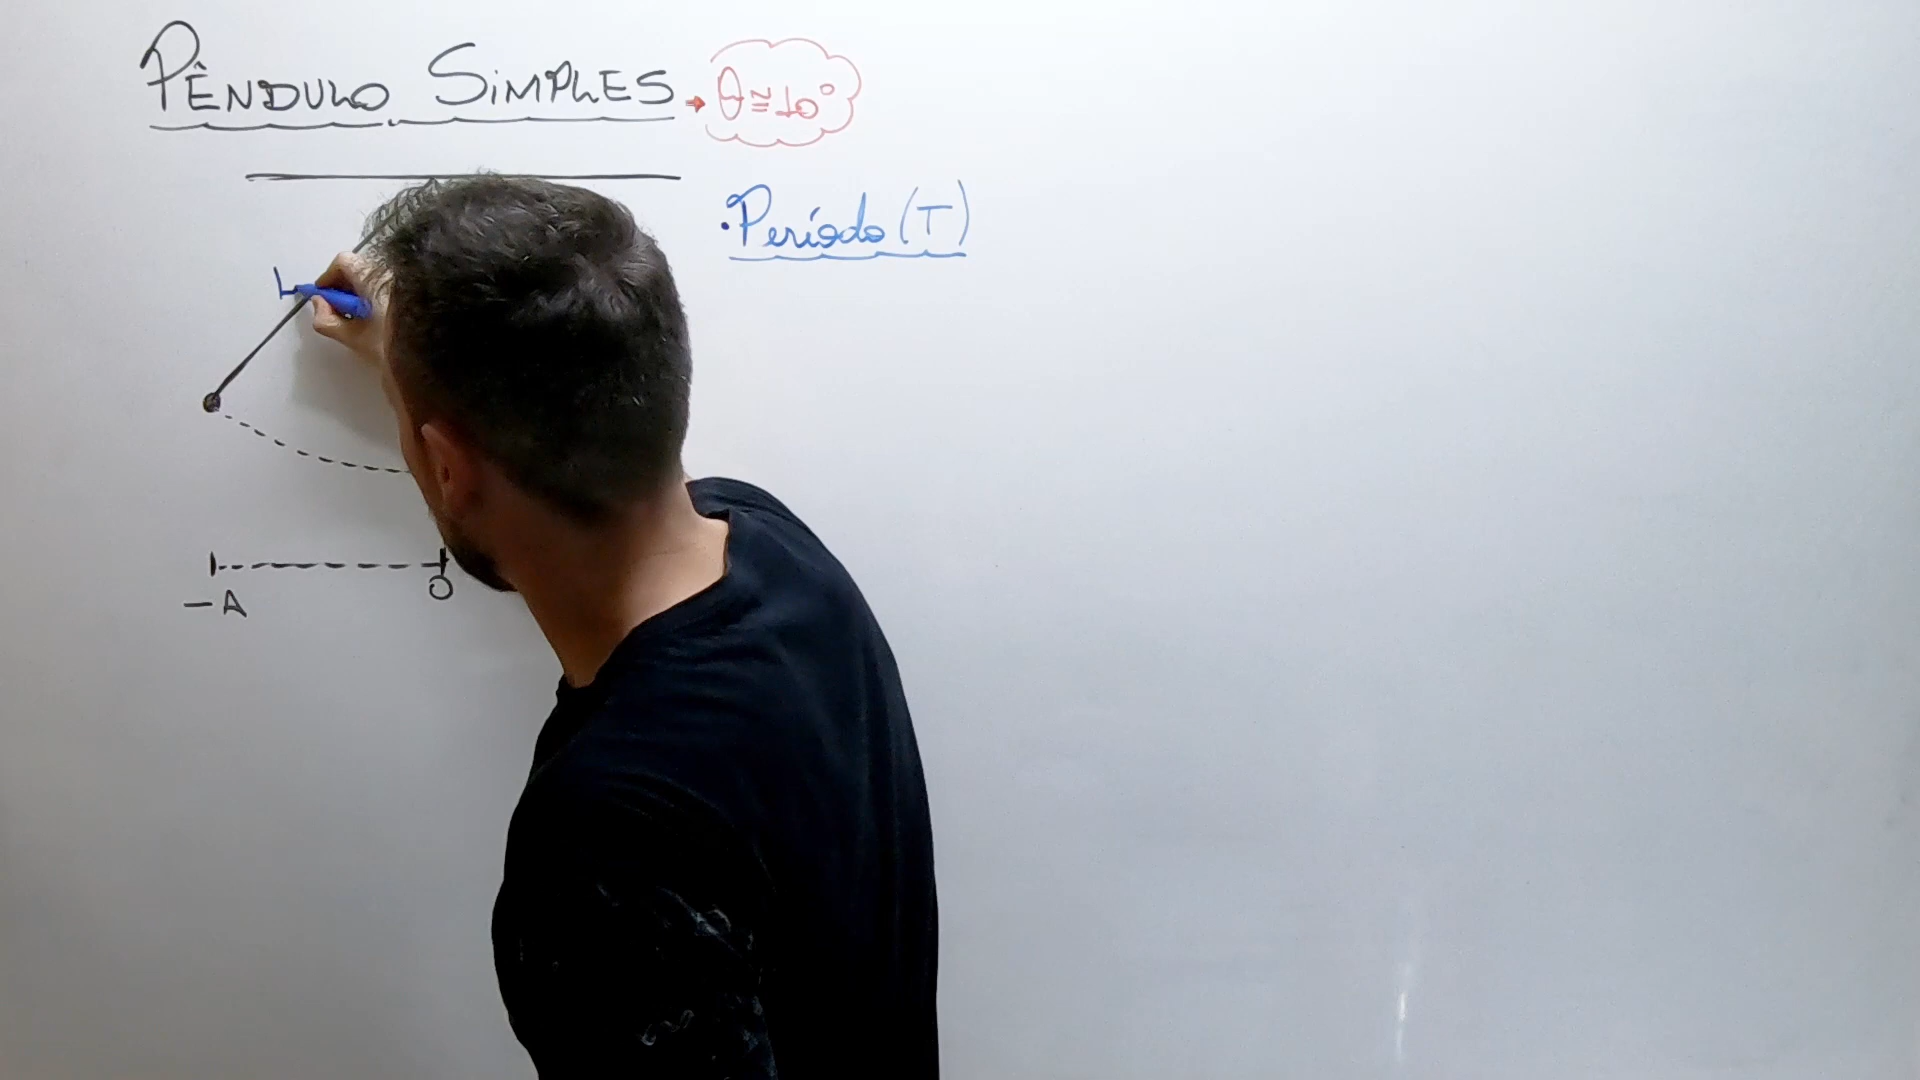 PÊNDULO SIMPLES → θ ≅ 10°
• Período (T)
L
O
-A